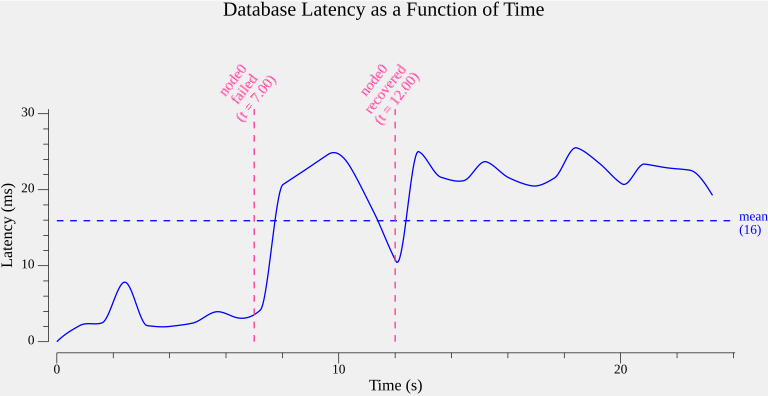 Database Latency as a Function of Time
node0
failed
(t = 7.00)
node0
recovered
(t = 12.00)
30
20
10
0
Latency (ms)
mean
(16)
0
10
20
Time (s)